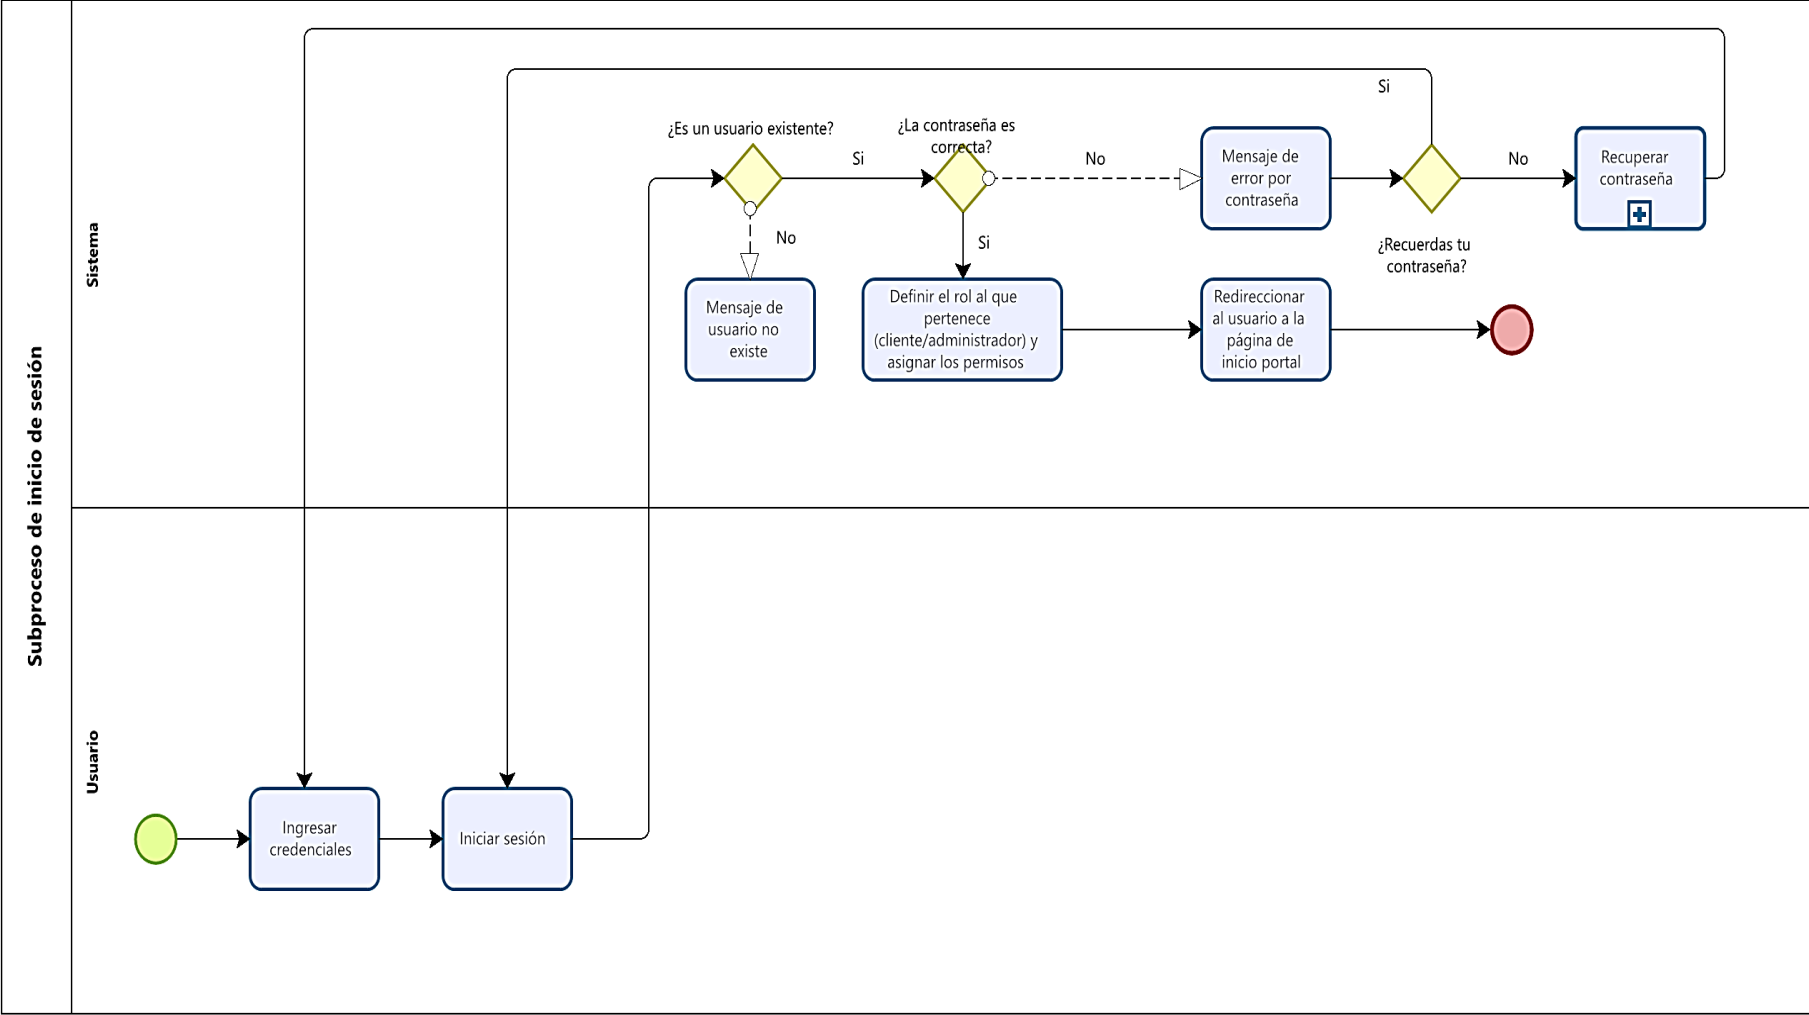 Subproceso de inicio de sesión
Sistema
Si
¿Es un usuario existente?
Si
No
¿La contraseña es
correcta?
No
Si
Mensaje de
error por
contraseña
No
¿Recuerdas tu
contraseña?
Recuperar
contraseña
Mensaje de
usuario no
existe
Definir el rol al que
pertenece
(cliente/administrador) y
asignar los permisos
Redireccionar
al usuario a la
página de
inicio portal
Usuario
Ingresar
credenciales
Iniciar sesión